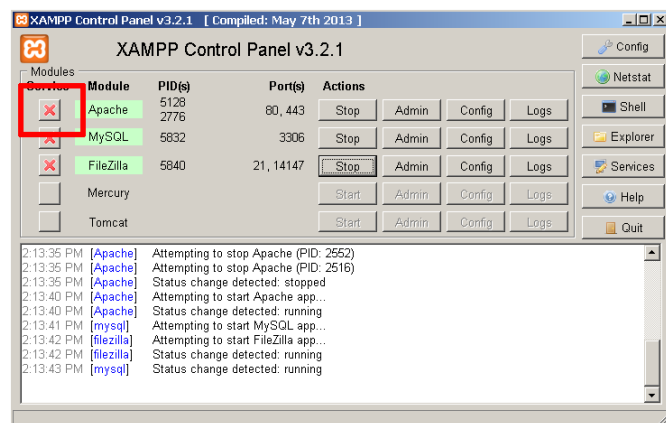 XAMPP Control Panel v3.2.1 [ Compiled: May 7th 2013 ]
XAMPP Control Panel v3.2.1
Config
Modules
Netstat
Service Module PID(s) Port(s) Actions
Apache 5128 2776 80, 443 Stop Admin Config Logs
Shell
MySQL 5832 3306 Stop Admin Config Logs
Explorer
FileZilla 5840 21, 14147 Stop Admin Config Logs
Services
Mercury Start Admin Config Logs
Help
Tomcat Start Admin Config Logs
Quit
2:13:35 PM [Apache] Attempting to stop Apache (PID: 2552)
2:13:35 PM [Apache] Attempting to stop Apache (PID: 2516)
2:13:35 PM [Apache] Status change detected: stopped
2:13:40 PM [Apache] Attempting to start Apache app...
2:13:40 PM [Apache] Status change detected: running
2:13:41 PM [mysql] Attempting to start MySQL app...
2:13:42 PM [filezilla] Attempting to start FileZilla app...
2:13:42 PM [filezilla] Status change detected: running
2:13:43 PM [mysql] Status change detected: running